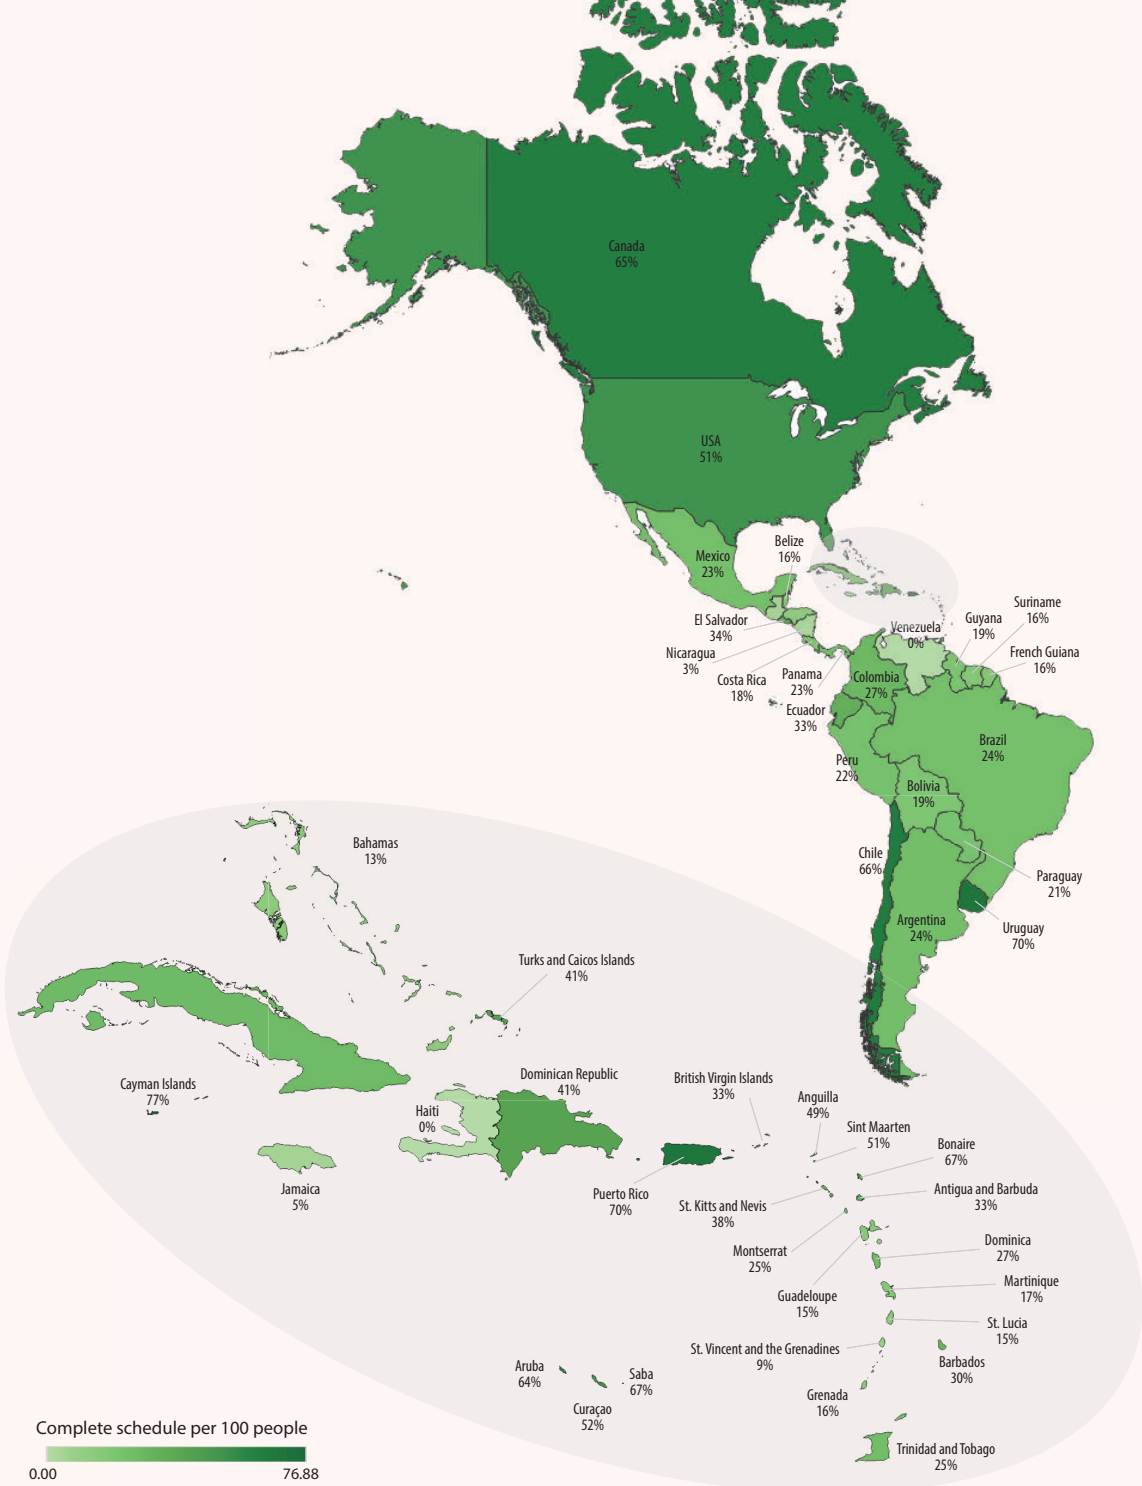 Canada
65%
USA
51%
Mexico
23%
Belize
16%
El Salvador
34%
Nicaragua
3%
Costa Rica
18%
Panama
23%
Ecuador
33%
Venezuela
0%
Guyana
19%
Suriname
16%
French Guiana
16%
Colombia
27%
Brazil
24%
Peru
22%
Bolivia
19%
Chile
66%
Paraguay
21%
Argentina
24%
Uruguay
70%
Bahamas
13%
Turks and Caicos Islands
41%
Cayman Islands
77%
Dominican Republic
41%
Haiti
0%
British Virgin Islands
33%
Anguilla
49%
Sint Maarten
51%
Bonaire
67%
Jamaica
5%
Puerto Rico
70%
St. Kitts and Nevis
38%
Antigua and Barbuda
33%
Montserrat
25%
Dominica
27%
Guadeloupe
15%
Martinique
17%
St. Lucia
15%
St. Vincent and the Grenadines
9%
Barbados
30%
Aruba
64%
Saba
67%
Curaçao
52%
Grenada
16%
Trinidad and Tobago
25%
Complete schedule per 100 people
0.00
76.88